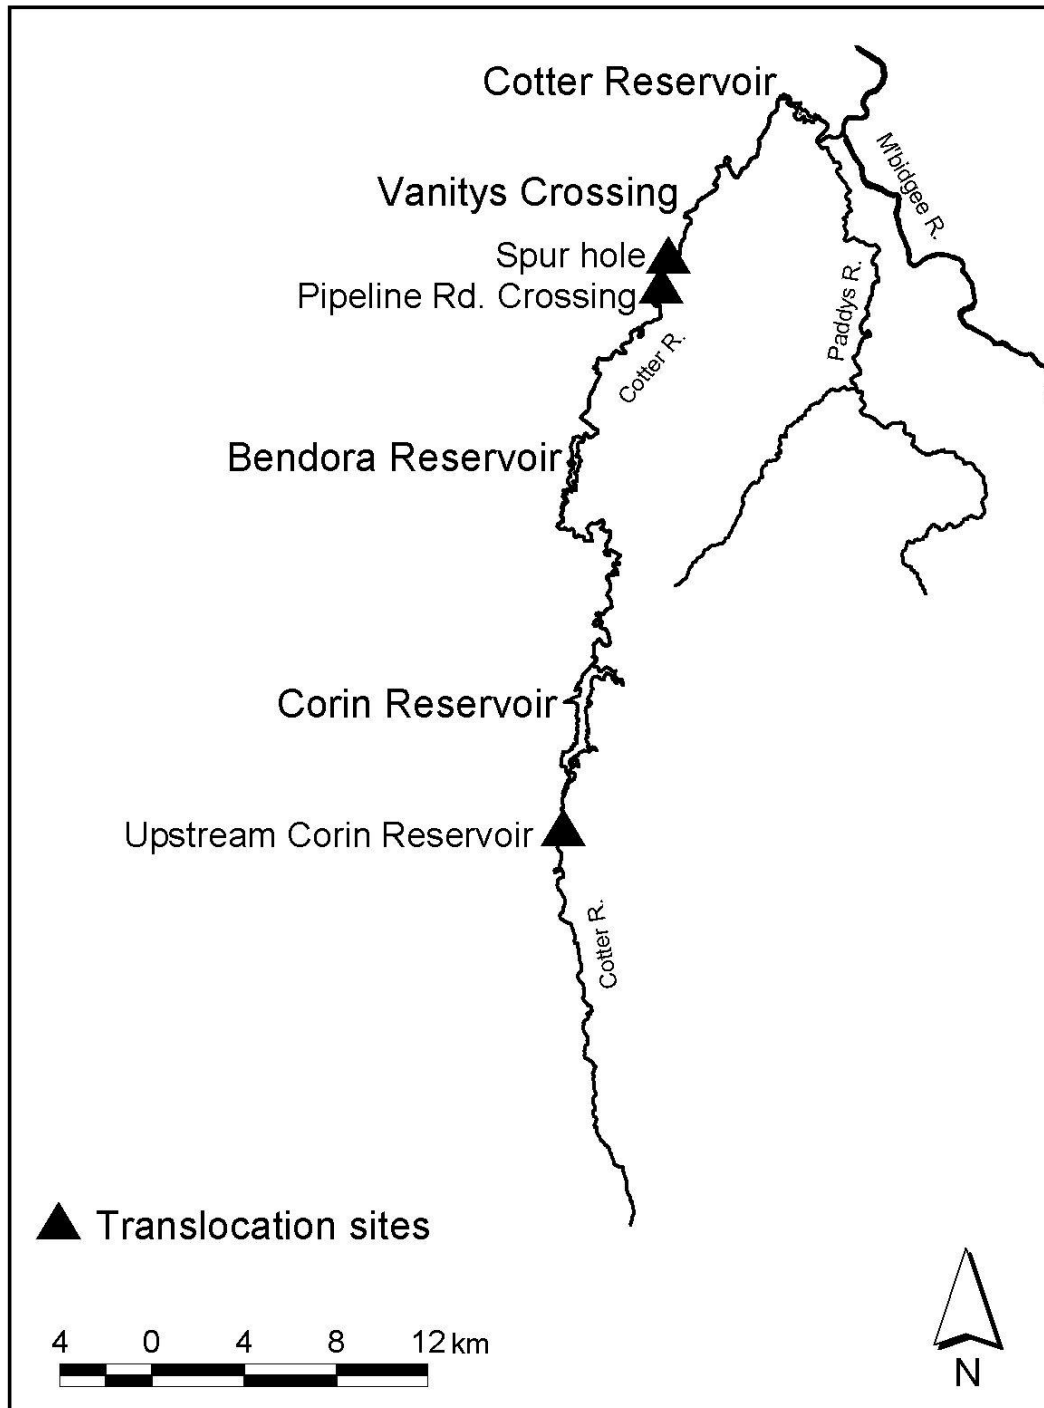 Cotter Reservoir
M'bidgee R.
Vanitys Crossing
Spur hole
Pipeline Rd. Crossing
Paddys R.
Cotter R.
Bendora Reservoir
Corin Reservoir
Upstream Corin Reservoir
Cotter R.
Translocation sites
4 0 4 8 12 km
N